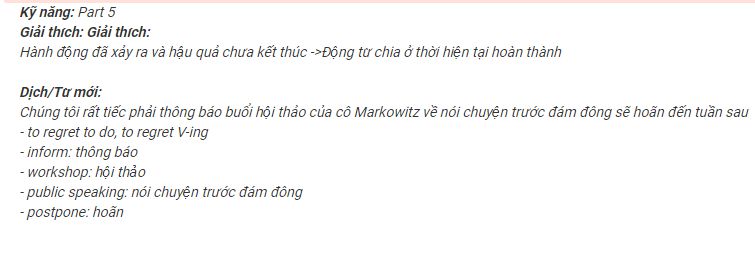 Kỹ năng: Part 5
Giải thích: Giải thích:
Hành động đã xảy ra và hậu quả chưa kết thúc ->Động từ chia ở thời hiện tại hoàn thành
Dịch/Từ mới:
Chúng tôi rất tiếc phải thông báo buổi hội thảo của cô Markowitz về nói chuyện trước đám đông sẽ hoãn đến tuần sau
- to regret to do, to regret V-ing
- inform: thông báo
- workshop: hội thảo
- public speaking: nói chuyện trước đám đông
- postpone: hoãn